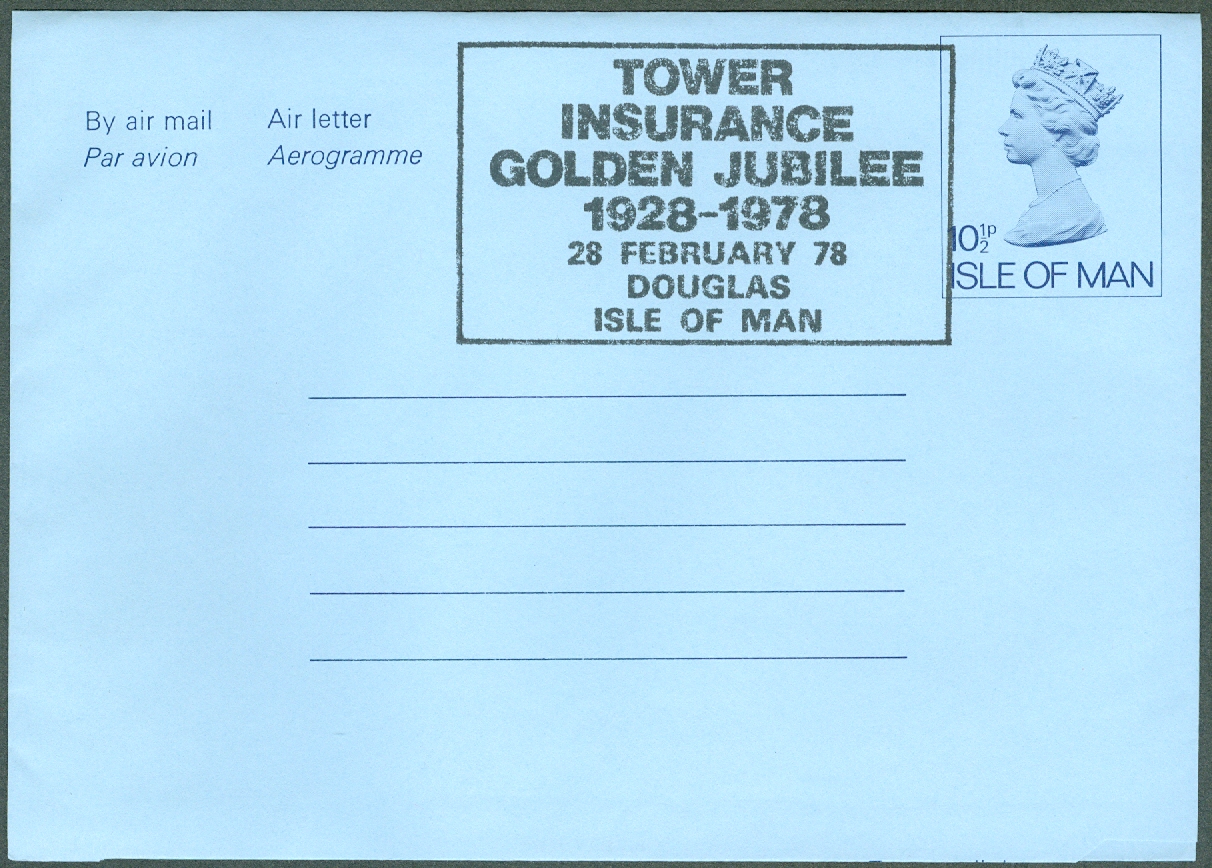 By air mail
Par avion
Air letter
Aerogramme
TOWER
INSURANCE
GOLDEN JUBILEE
1928-1978
28 FEBRUARY 78
DOUGLAS
ISLE OF MAN
10½p
ISLE OF MAN